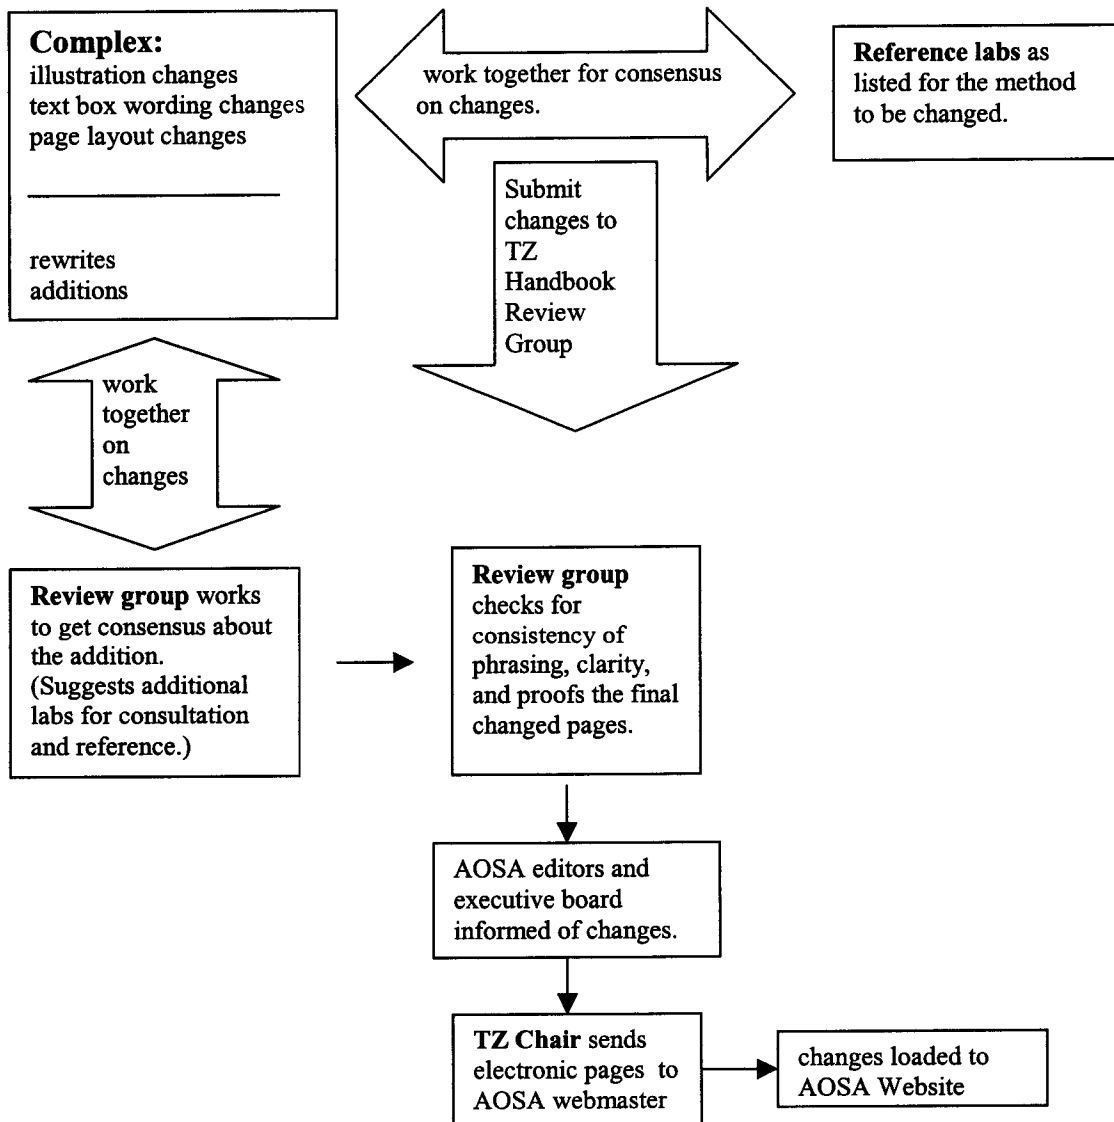 Complex:
illustration changes
text box wording changes
page layout changes
rewrites
additions
work together for consensus
on changes.
Reference labs as
listed for the method
to be changed.
Submit
changes to
TZ
Handbook
Review
Group
work
together
on
changes
Review group works
to get consensus about
the addition.
(Suggests additional
labs for consultation
and reference.)
Review group
checks for
consistency of
phrasing, clarity,
and proofs the final
changed pages.
AOSA editors and
executive board
informed of changes.
TZ Chair sends
electronic pages to
AOSA webmaster
changes loaded to
AOSA Website